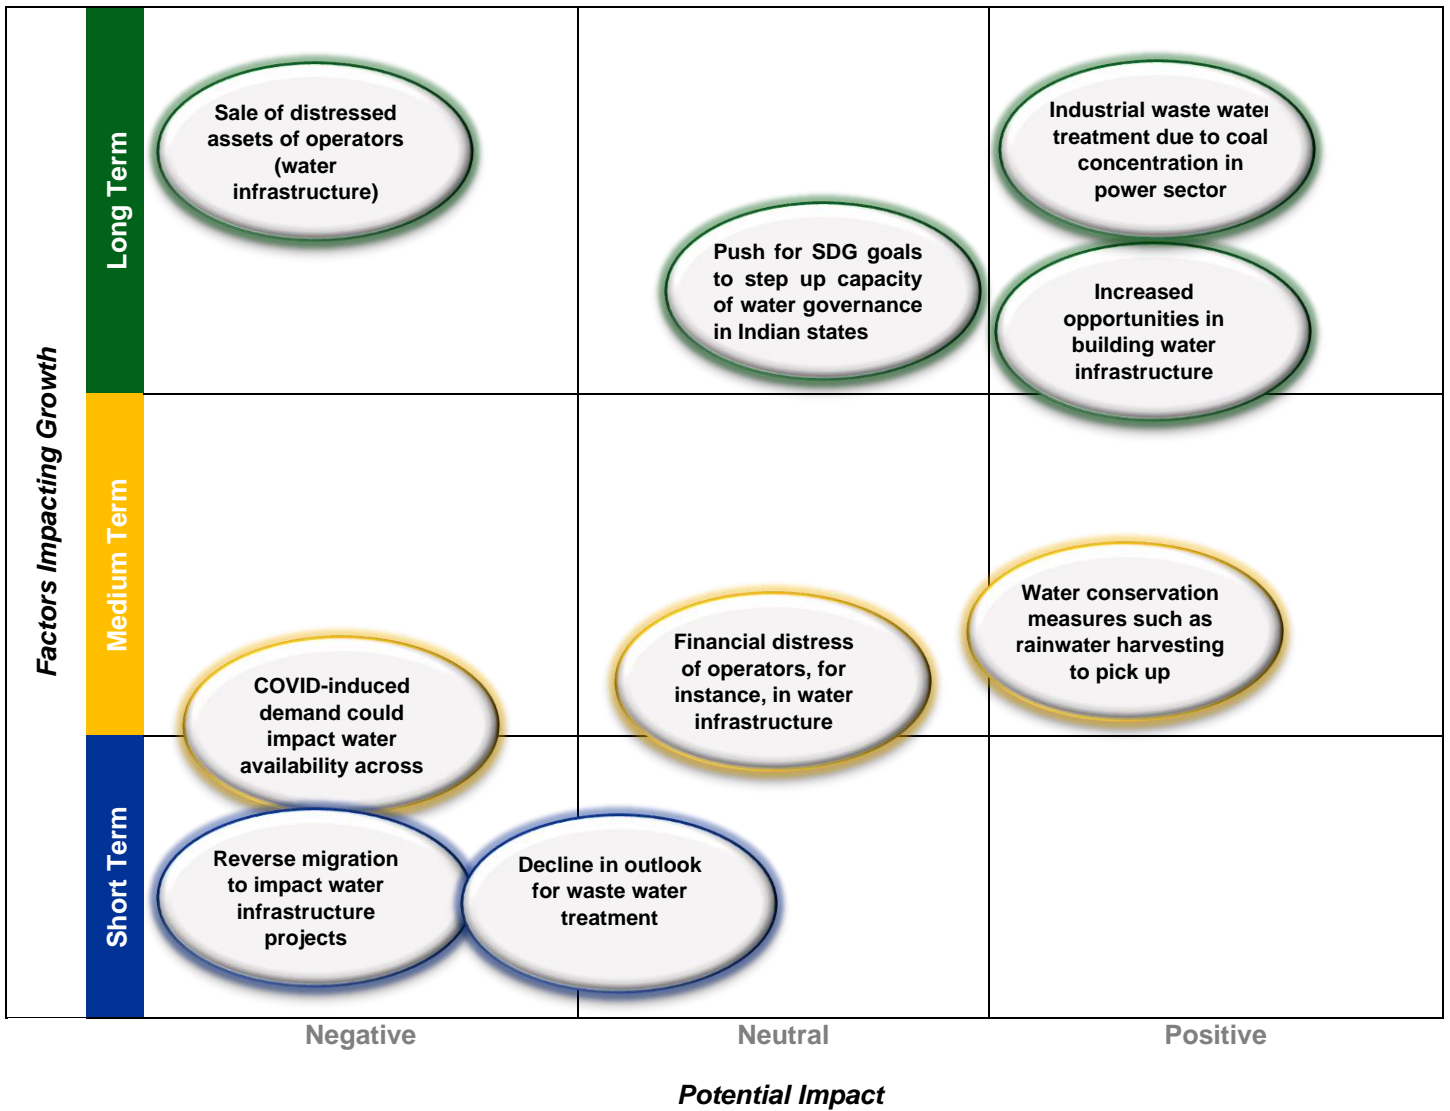 Factors Impacting Growth
Long Term
Sale of distressed
assets of operators
(water
infrastructure)
Push for SDG goals
to step up capacity
of water governance
in Indian states
Industrial waste water
treatment due to coal
concentration in
power sector
Increased
opportunities in
building water
infrastructure
Medium Term
COVID-induced
demand could
impact water
availability across
Financial distress
of operators, for
instance, in water
infrastructure
Water conservation
measures such as
rainwater harvesting
to pick up
Short Term
Reverse migration
to impact water
infrastructure
projects
Decline in outlook
for waste water
treatment
Negative
Neutral
Positive
Potential Impact